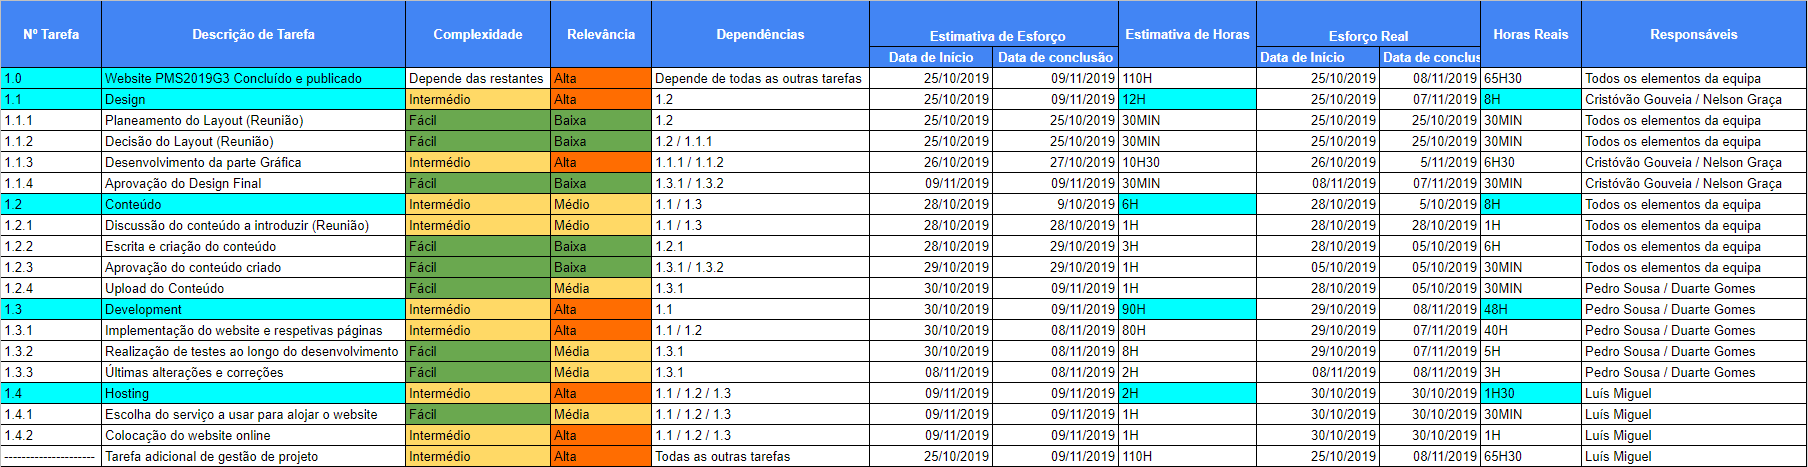 Nº Tarefa Descrição de Tarefa Complexidade Relevância Dependências Estimativa de Esforço Estimativa de Horas Esforço Real Horas Reais Responsáveis
Data de Início Data de conclusão Data de Início Data de conclus
1.0 Website PMS2019G3 Concluído e publicado Depende das restantes Alta Depende de todas as outras tarefas 25/10/2019 09/11/2019 110H 25/10/2019 08/11/2019 65H30 Todos os elementos da equipa
1.1 Design Intermédio Alta 1.2 25/10/2019 09/11/2019 12H 25/10/2019 07/11/2019 8H Cristóvão Gouveia / Nelson Graça
1.1.1 Planeamento do Layout (Reunião) Fácil Baixa 1.2 25/10/2019 25/10/2019 30MIN 25/10/2019 25/10/2019 30MIN Todos os elementos da equipa
1.1.2 Decisão do Layout (Reunião) Fácil Baixa 1.2 / 1.1.1 25/10/2019 25/10/2019 30MIN 25/10/2019 25/10/2019 30MIN Todos os elementos da equipa
1.1.3 Desenvolvimento da parte Gráfica Intermédio Alta 1.1.1 / 1.1.2 26/10/2019 27/10/2019 10H30 26/10/2019 5/11/2019 6H30 Cristóvão Gouveia / Nelson Graça
1.1.4 Aprovação do Design Final Fácil Baixa 1.3.1 / 1.3.2 09/11/2019 09/11/2019 30MIN 08/11/2019 07/11/2019 30MIN Cristóvão Gouveia / Nelson Graça
1.2 Conteúdo Intermédio Médio 1.1 / 1.3 28/10/2019 9/10/2019 6H 28/10/2019 5/10/2019 8H Todos os elementos da equipa
1.2.1 Discussão do conteúdo a introduzir (Reunião) Intermédio Médio 1.1 / 1.3 28/10/2019 28/10/2019 1H 28/10/2019 28/10/2019 1H Todos os elementos da equipa
1.2.2 Escrita e criação do conteúdo Fácil Baixa 1.2.1 28/10/2019 29/10/2019 3H 28/10/2019 05/10/2019 6H Todos os elementos da equipa
1.2.3 Aprovação do conteúdo criado Fácil Baixa 1.3.1 / 1.3.2 29/10/2019 29/10/2019 1H 05/10/2019 05/10/2019 30MIN Todos os elementos da equipa
1.2.4 Upload do Conteúdo Fácil Média 1.3.1 30/10/2019 09/11/2019 1H 28/10/2019 05/10/2019 30MIN Pedro Sousa / Duarte Gomes
1.3 Development Intermédio Alta 1.1 30/10/2019 09/11/2019 90H 29/10/2019 08/11/2019 48H Pedro Sousa / Duarte Gomes
1.3.1 Implementação do website e respetivas páginas Intermédio Alta 1.1 / 1.2 30/10/2019 08/11/2019 80H 29/10/2019 07/11/2019 40H Pedro Sousa / Duarte Gomes
1.3.2 Realização de testes ao longo do desenvolvimento Fácil Média 1.3.1 30/10/2019 08/11/2019 8H 29/10/2019 07/11/2019 5H Pedro Sousa / Duarte Gomes
1.3.3 Últimas alterações e correções Fácil Média 1.3.1 08/11/2019 08/11/2019 2H 08/11/2019 08/11/2019 3H Pedro Sousa / Duarte Gomes
1.4 Hosting Intermédio Alta 1.1 / 1.2 / 1.3 09/11/2019 09/11/2019 2H 30/10/2019 30/10/2019 1H30 Luís Miguel
1.4.1 Escolha do serviço a usar para alojar o website Fácil Média 1.1 / 1.2 / 1.3 09/11/2019 09/11/2019 1H 30/10/2019 30/10/2019 30MIN Luís Miguel
1.4.2 Colocação do website online Intermédio Alta 1.1 / 1.2 / 1.3 09/11/2019 09/11/2019 1H 30/10/2019 30/10/2019 1H Luís Miguel
--------------------- Tarefa adicional de gestão de projeto Intermédio Alta Todas as outras tarefas 25/10/2019 09/11/2019 110H 25/10/2019 08/11/2019 65H30 Todos os elementos da equipa